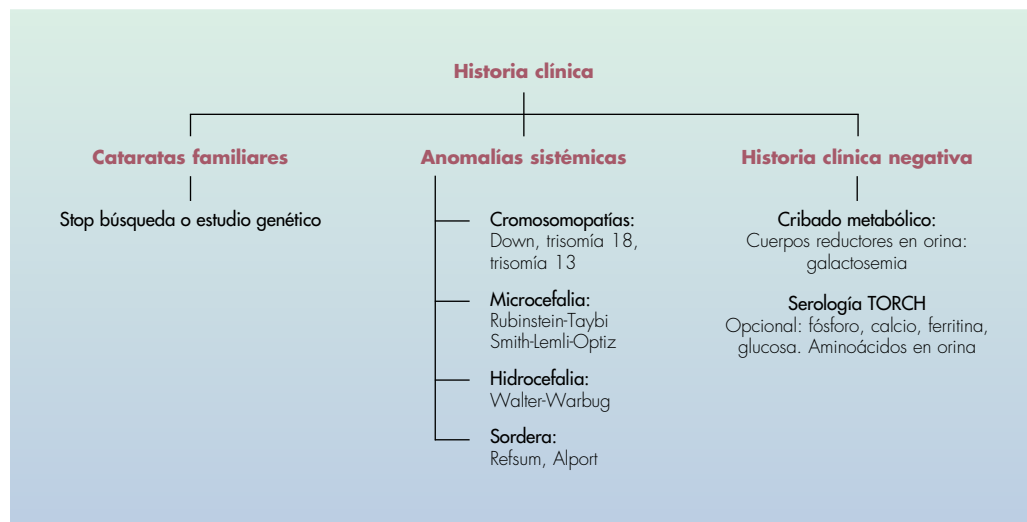 Historia clínica
Cataratas familiares
Stop búsqueda o estudio genético
Anomalías sistémicas
Cromosomopatías:
Down, trisomía 18,
trisomía 13
Microcefalia:
Rubinstein-Taybi
Smith-Lemli-Optiz
Hidrocefalia:
Walter-Warbug
Sordera:
Refsum, Alport
Historia clínica negativa
Cribado metabólico:
Cuerpos reductores en orina:
galactosemia
Serología TORCH
Opcional: fósforo, calcio, ferritina,
glucosa. Aminoácidos en orina